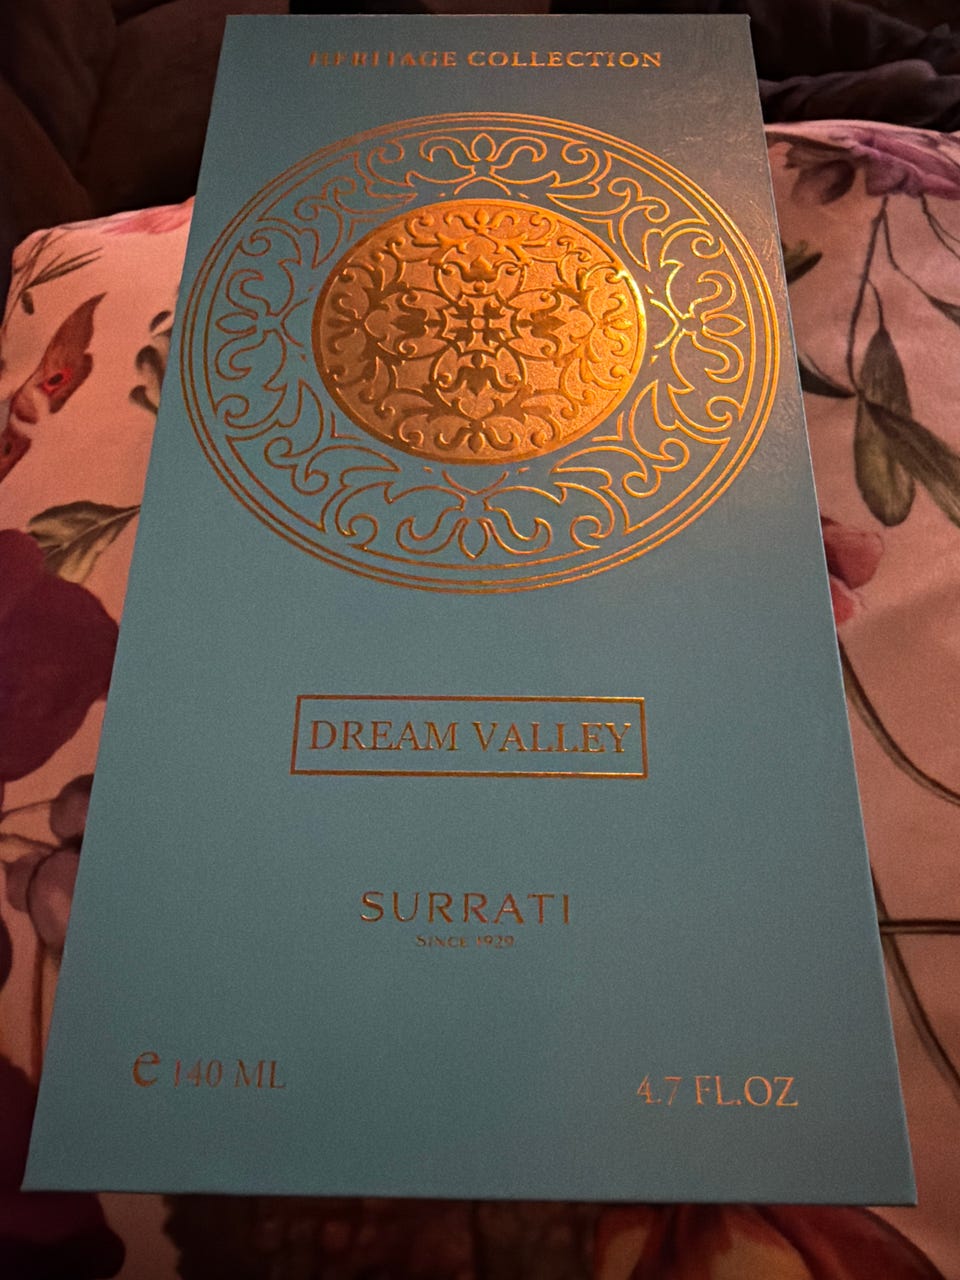 HERITAGE COLLECTION
DREAM VALLEY
SURRATI
SINCE 1929
e 140 ML
4.7 FL.OZ